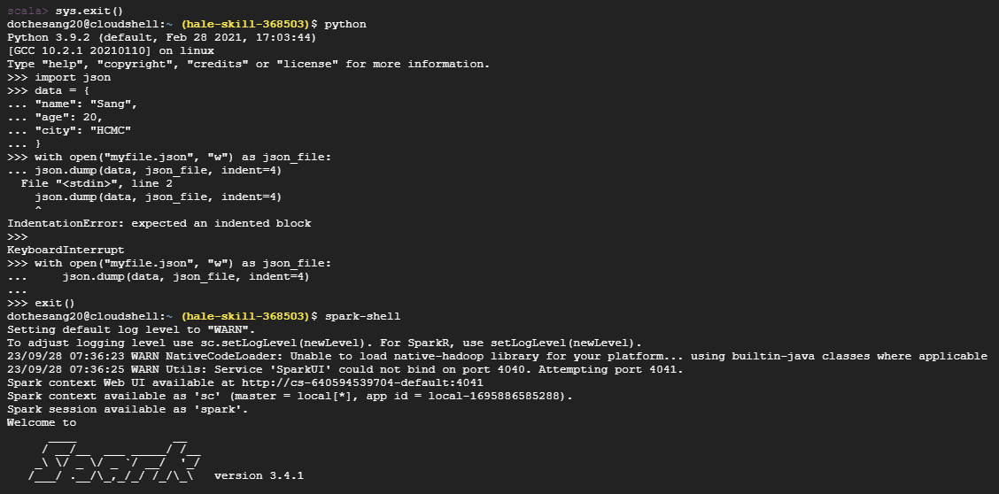 scala> sys.exit()
dothesang20@cloudshell:~ (hale-skill-368503)$ python
Python 3.9.2 (default, Feb 28 2021, 17:03:44)
[GCC 10.2.1 20210110] on linux
Type "help", "copyright", "credits" or "license" for more information.
>>> import json
>>> data = {
... "name": "Sang",
... "age": 20,
... "city": "HCMC"
... }
>>> with open("myfile.json", "w") as json_file:
... json.dump(data, json_file, indent=4)
  File "<stdin>", line 2
    json.dump(data, json_file, indent=4)
    ^
IndentationError: expected an indented block
>>>
KeyboardInterrupt
>>> with open("myfile.json", "w") as json_file:
...     json.dump(data, json_file, indent=4)
...
>>> exit()
dothesang20@cloudshell:~ (hale-skill-368503)$ spark-shell
Setting default log level to "WARN".
To adjust logging level use sc.setLogLevel(newLevel). For SparkR, use setLogLevel(newLevel).
23/09/28 07:36:23 WARN NativeCodeLoader: Unable to load native-hadoop library for your platform... using builtin-java classes where applicable
23/09/28 07:36:25 WARN Utils: Service 'SparkUI' could not bind on port 4040. Attempting port 4041.
Spark context Web UI available at http://cs-640594539704-default:4041
Spark context available as 'sc' (master = local[*], app id = local-1695886585288).
Spark session available as 'spark'.
Welcome to
      ____              __
     / __/__  ___ _____/ /__
    _\ \/ _ \/ _ `/ __/  '_/
   /___/ .__/\_,_/_/ /_/\_\   version 3.4.1